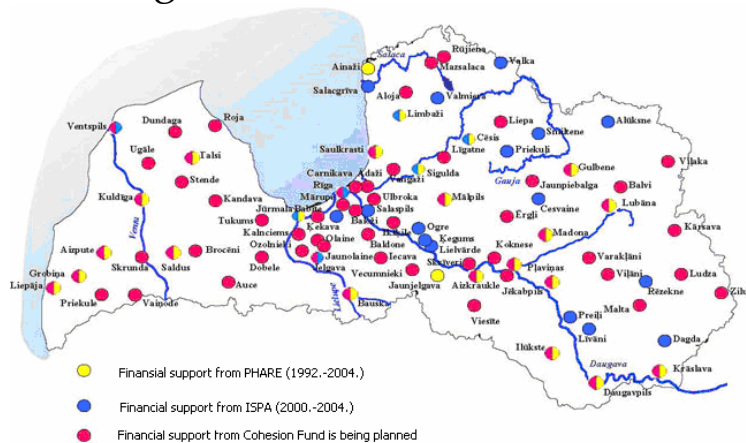 Ainaži
Salaca
Rūjiena
Mazsalaca
Valka
Salacgrīva
Aloja
Valmiera
Limbaži
Liepa
Smiltene
Alūksne
Ventspils
Dundaga
Roja
Ugāle
Talsi
Saulkrasti
Cēsis
Līgatne
Priekuļi
Stende
Carnikava
Ādaži
Vangaži
Sigulda
Gauja
Gulbene
Viļaka
Kuldīga
Kandava
Rīga
Mārupe
Ulbroka
Mālpils
Jaunpiebalga
Balvi
Cesvaine
Lubāna
Venta
Tukums
Jūrmala
Babīte
Salaspils
Baloži
Ķekava
Kalnciems
Olaine
Ikšķile
Ogre
Ērgļi
Madona
Kārsava
Aizpute
Saldus
Brocēni
Ozolnieki
Baldone
Ķegums
Lielvārde
Koknese
Varakļāni
Grobiņa
Skrunda
Dobele
Jelgava
Jaunolaine
Iecava
Skrīveri
Pļaviņas
Viļāni
Ludza
Liepāja
Vecumnieki
Jaunjelgava
Aizkraukle
Jēkabpils
Rēzekne
Zilupe
Priekule
Vaiņode
Auce
Lielupe
Bauska
Viesīte
Preiļi
Malta
Līvāni
Dagda
Ilūkste
Daugava
Krāslava
Daugavpils
Finansial support from PHARE (1992.-2004.)
Financial support from ISPA (2000.-2004.)
Financial support from Cohesion Fund is being planned